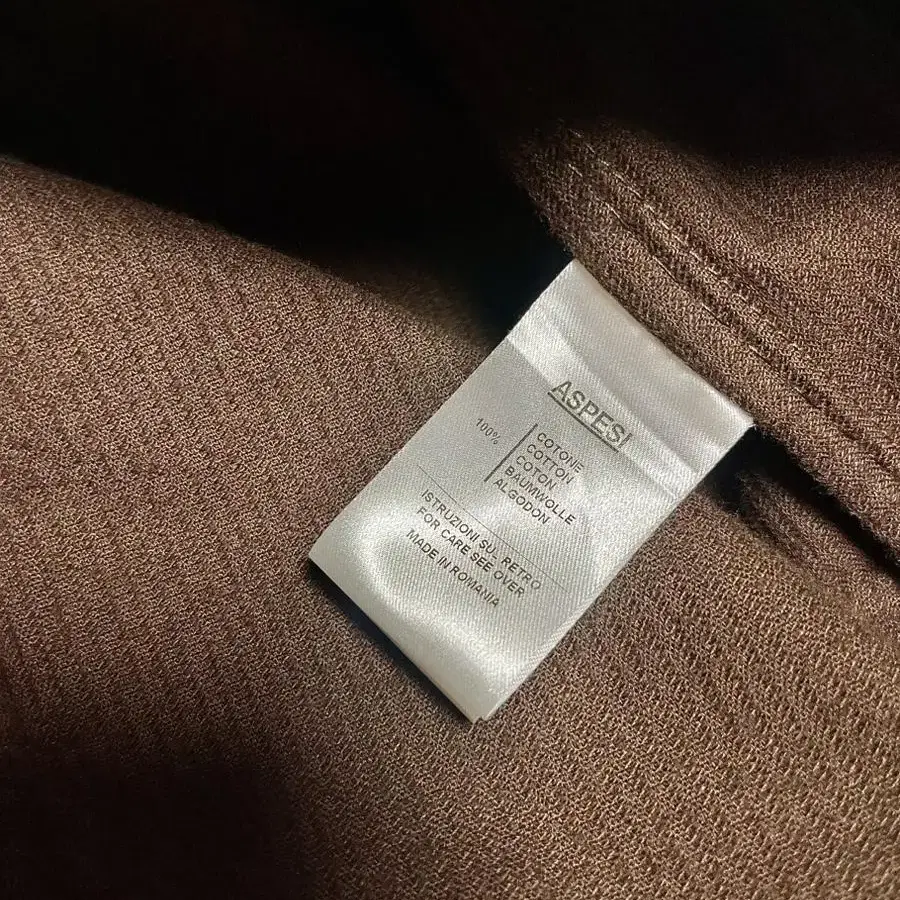 ASPESI
100%
COTONE
COTTON
COTON
BAUMWOLLE
ALGODON
ISTRUZIONI SUL RETRO
FOR CARE SEE OVER
MADE IN ROMANIA